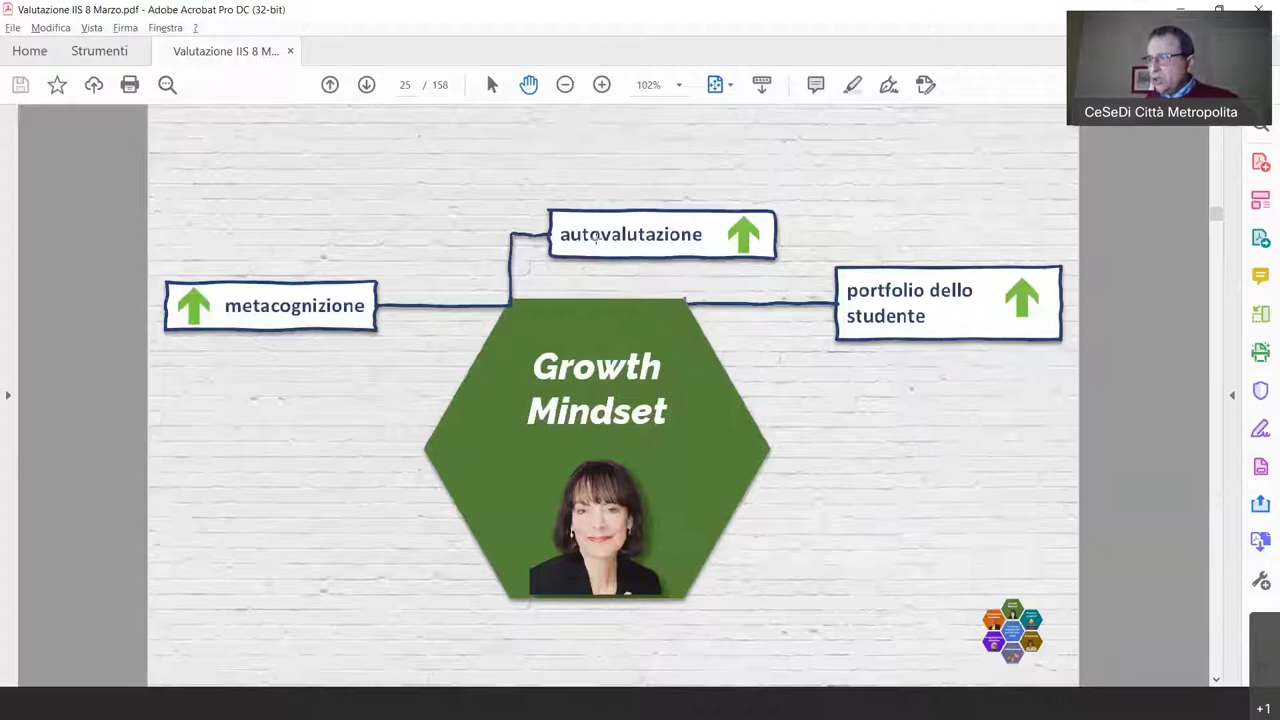 Valutazione IIS 8 Marzo.pdf - Adobe Acrobat Pro DC (32-bit)
File Modifica Vista Firma Finestra ?
Home Strumenti Valutazione IIS 8 M... ×
25 / 158 102%
CeSeDi Città Metropolita
autovalutazione
metacognizione
portfolio dello
studente
Growth
Mindset
+1